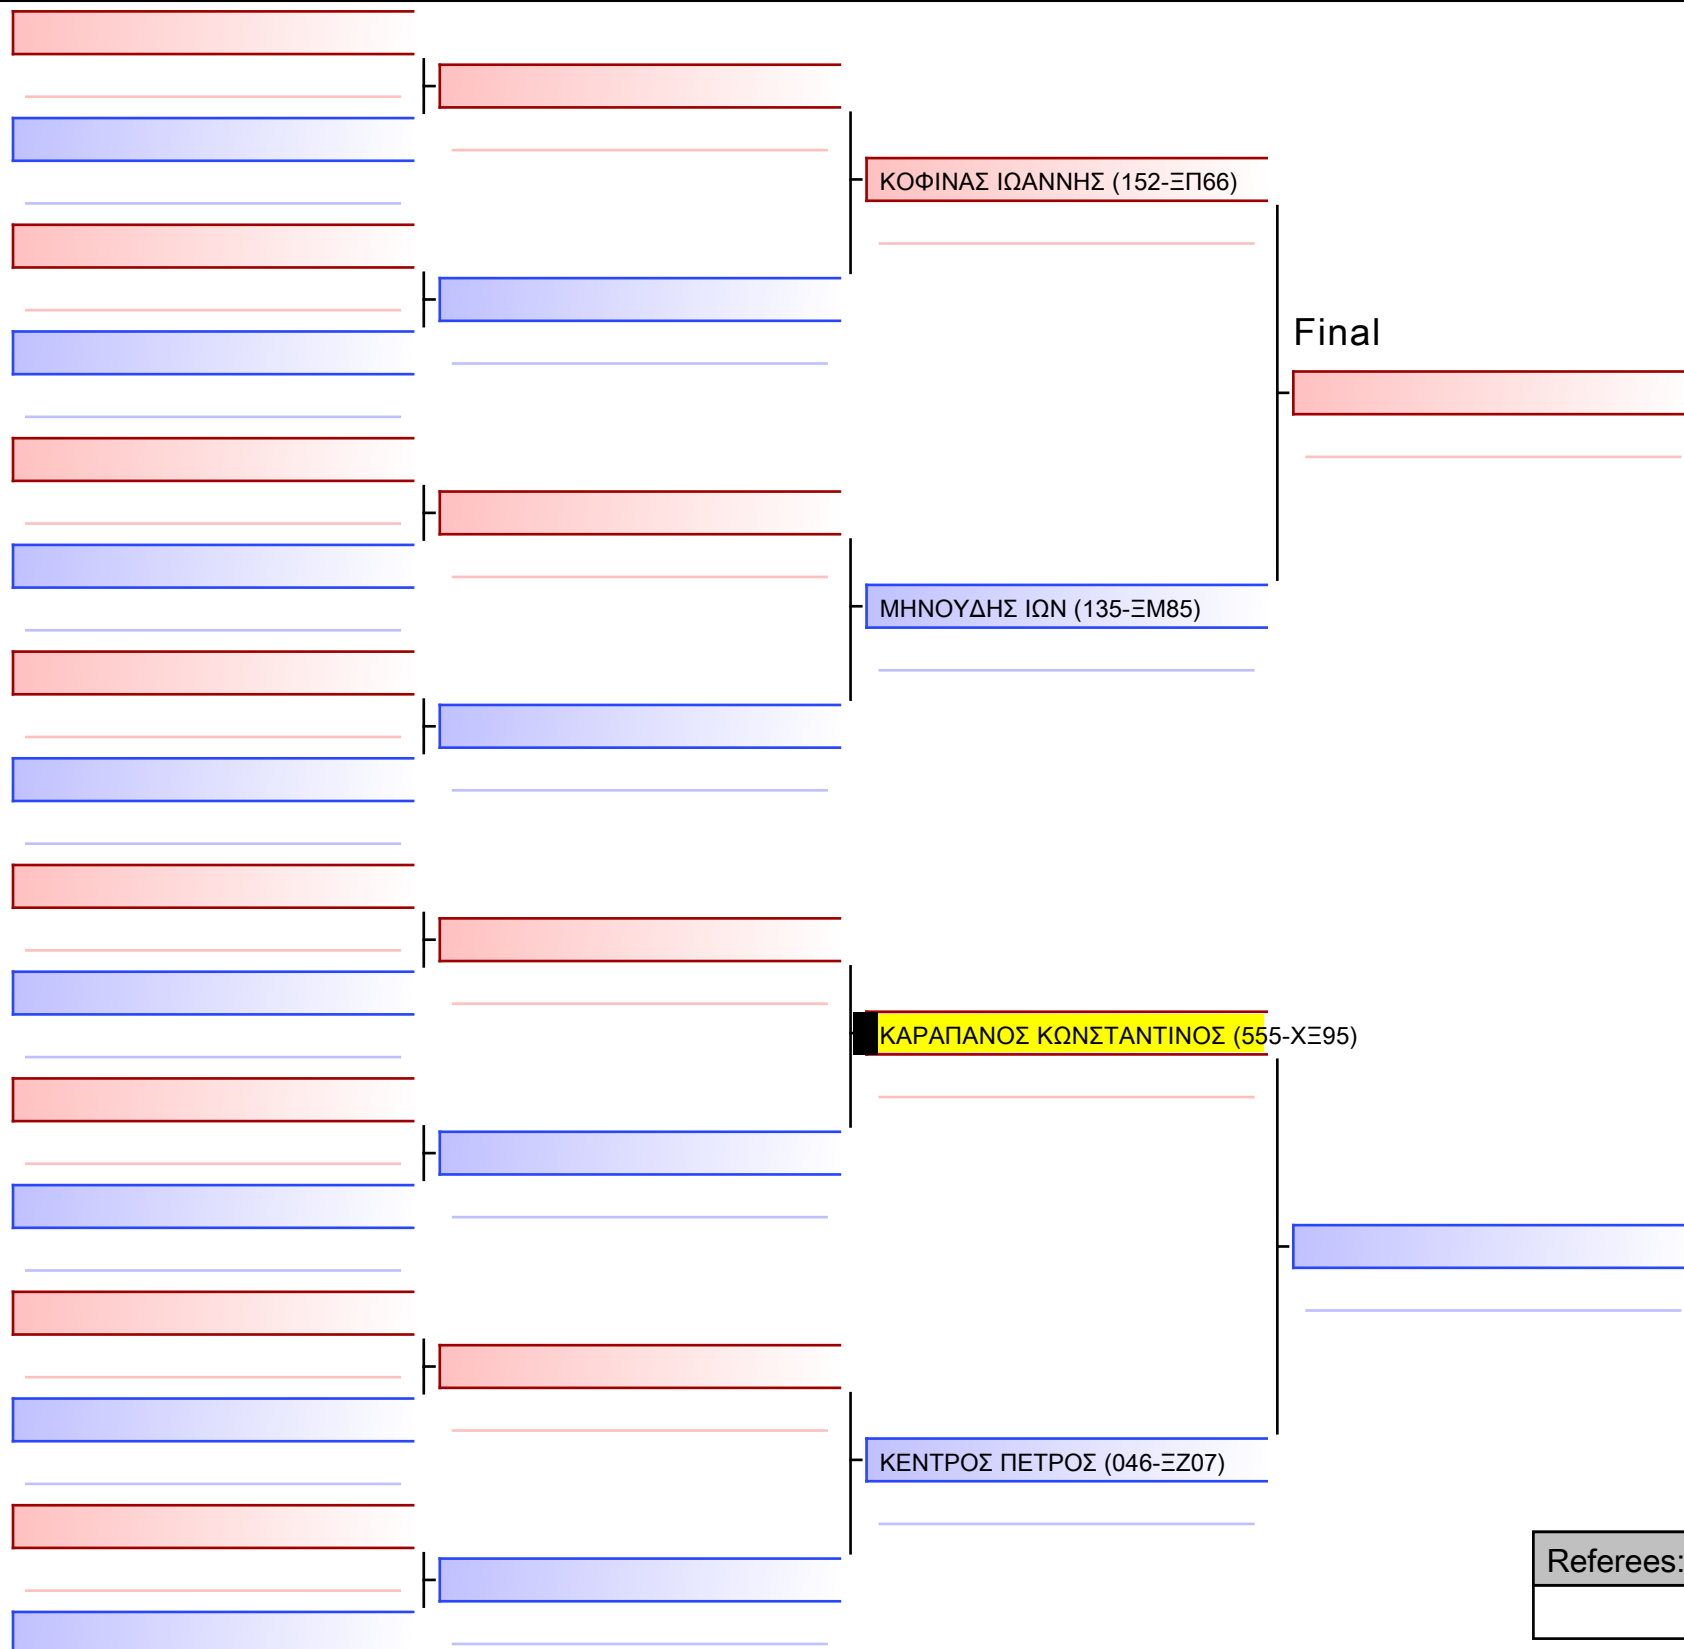 ΚΟΦΙΝΑΣ ΙΩΑΝΝΗΣ (152-ΞΠ66)
Final
ΜΗΝΟΥΔΗΣ ΙΩΝ (135-ΞΜ85)
ΚΑΡΑΠΑΝΟΣ ΚΩΝΣΤΑΝΤΙΝΟΣ (555-ΧΞ95)
ΚΕΝΤΡΟΣ ΠΕΤΡΟΣ (046-ΞΖ07)
Referees: